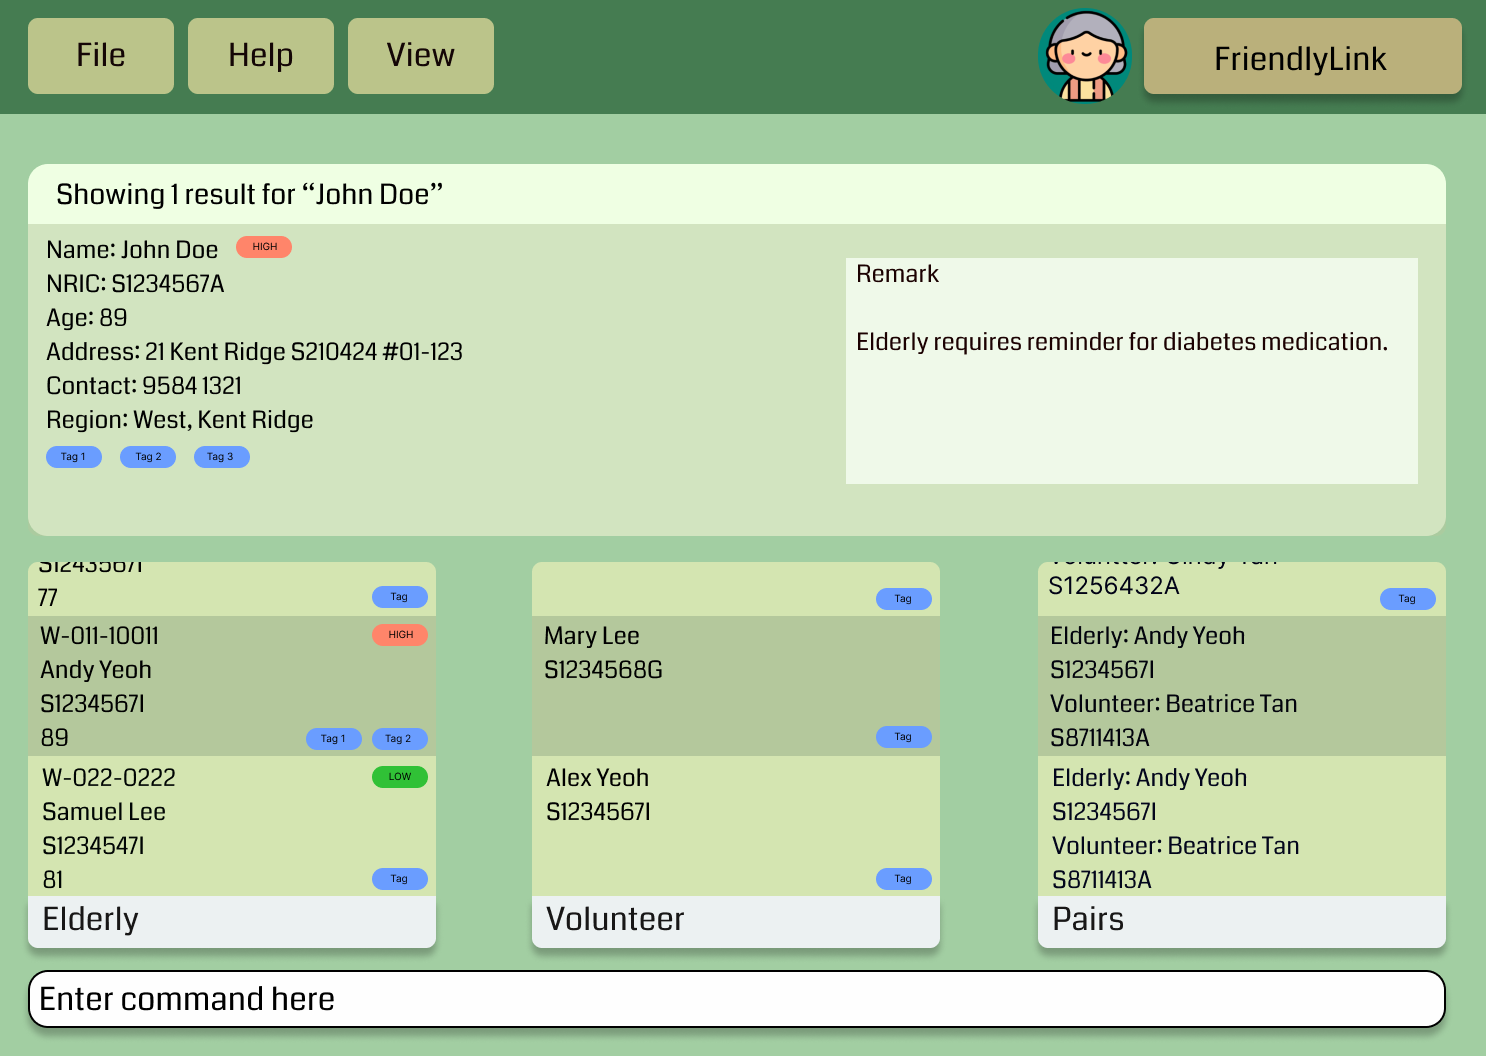 File
Help
View
FriendlyLink
Showing 1 result for “John Doe”
Name: John Doe
HIGH
NRIC: S1234567A
Age: 89
Address: 21 Kent Ridge S210424 #01-123
Contact: 9584 1321
Region: West, Kent Ridge
Tag 1
Tag 2
Tag 3
Remark
Elderly requires reminder for diabetes medication.
S1243567I
77
Tag
W-011-10011
HIGH
Andy Yeoh
S1234567I
89
Tag 1
Tag 2
W-022-0222
LOW
Samuel Lee
S1234547I
81
Tag
Elderly
Tag
Mary Lee
S1234568G
Tag
Alex Yeoh
S1234567I
Tag
Volunteer
S1256432A
Tag
Elderly: Andy Yeoh
S1234567I
Volunteer: Beatrice Tan
S8711413A
Elderly: Andy Yeoh
S1234567I
Volunteer: Beatrice Tan
S8711413A
Pairs
Enter command here